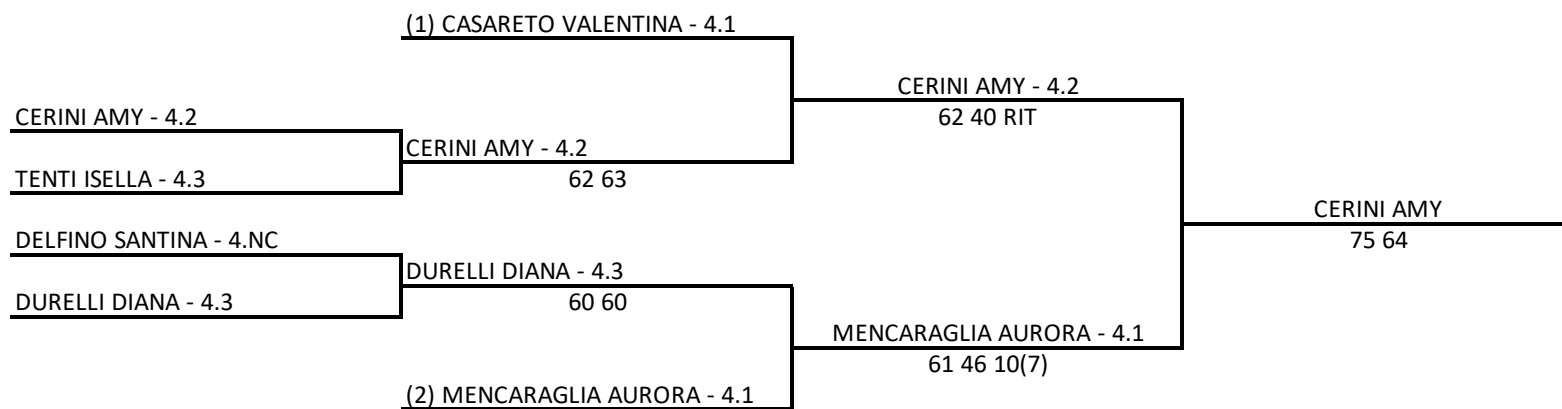 (1) CASARETO VALENTINA - 4.1
CERINI AMY - 4.2
CERINI AMY - 4.2
62 40 RIT
CERINI AMY - 4.2
TENTI ISELLA - 4.3
62 63
CERINI AMY
DELFINO SANTINA - 4.NC
75 64
DURELLI DIANA - 4.3
DURELLI DIANA - 4.3
60 60
MENCARAGLIA AURORA - 4.1
61 46 10(7)
(2) MENCARAGLIA AURORA - 4.1